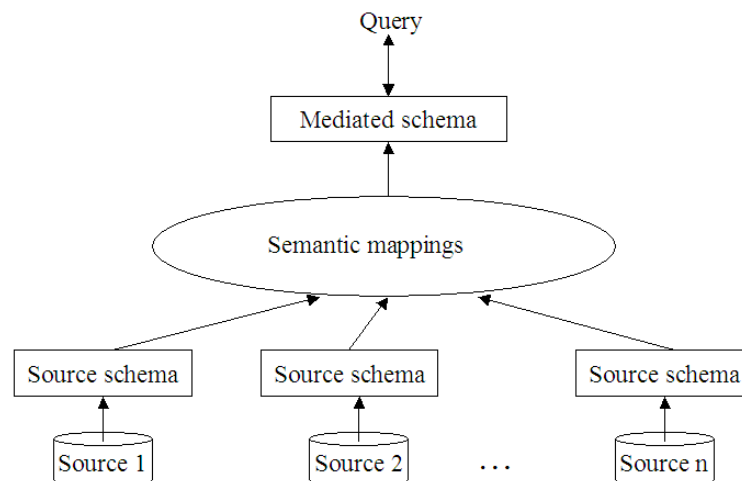 Query
Mediated schema
Semantic mappings
Source schema
Source schema
Source schema
Source 1
Source 2
...
Source n